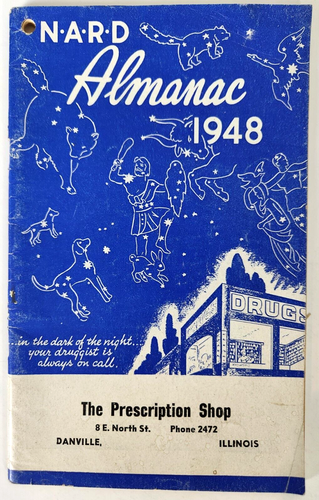 N·A·R·D
Almanac
1948
DRUGS
...in the dark of the night...
your druggist is
always on call.
The Prescription Shop
8 E. North St. Phone 2472
DANVILLE, ILLINOIS